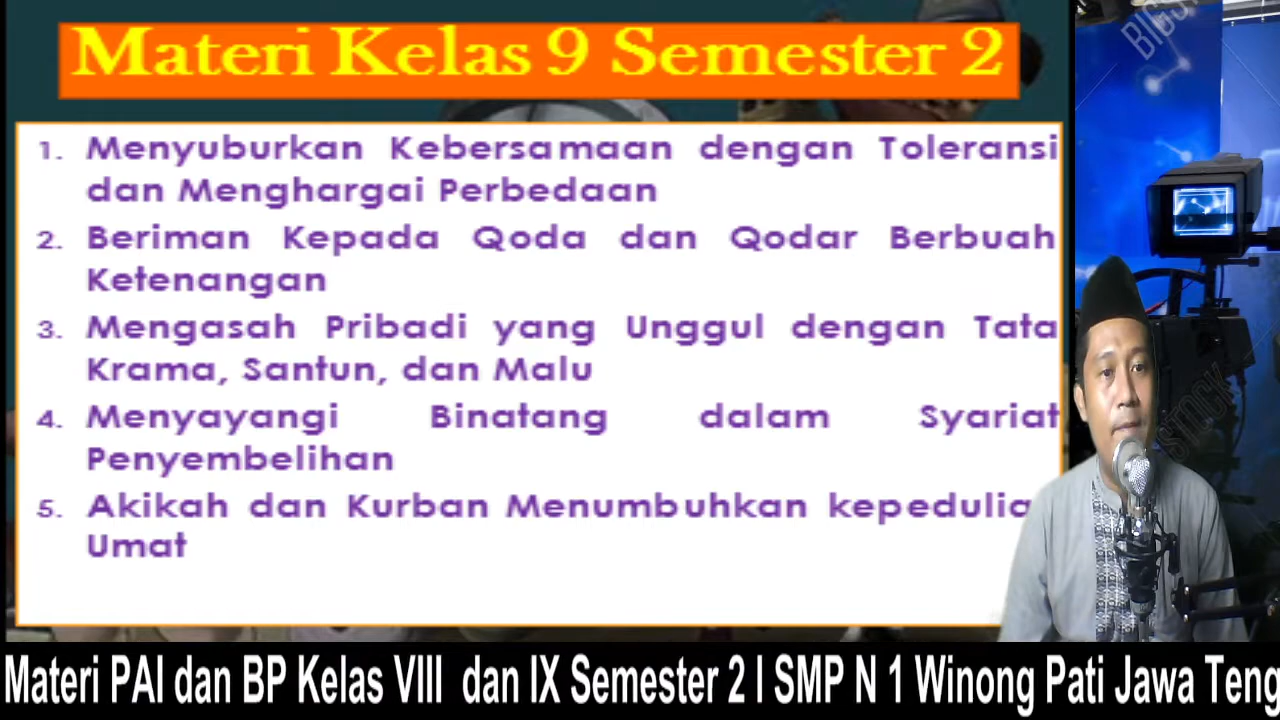 Materi Kelas 9 Semester 2
1. Menyuburkan Kebersamaan dengan Toleransi
dan Menghargai Perbedaan
2. Beriman Kepada Qoda dan Qodar Berbuah
Ketenangan
3. Mengasah Pribadi yang Unggul dengan Tata
Krama, Santun, dan Malu
4. Menyayangi Binatang dalam Syariat
Penyembelihan
5. Akikah dan Kurban Menumbuhkan kepedulia
Umat
STOCK
Materi PAI dan BP Kelas VIII dan IX Semester 2 I SMP N 1 Winong Pati Jawa Teng